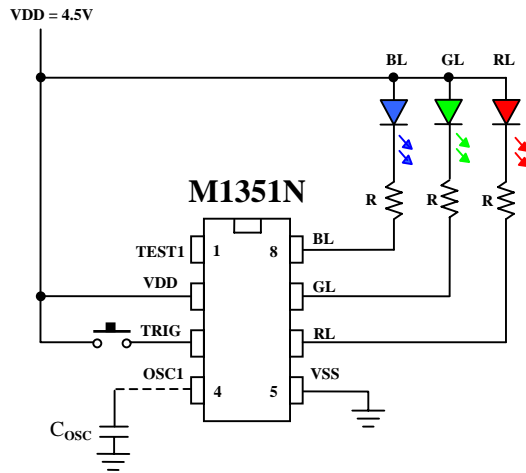 VDD = 4.5V
BL GL RL
R R R
M1351N
TEST1 1 8 BL
VDD GL
TRIG RL
OSC1 4 5 VSS
COSC